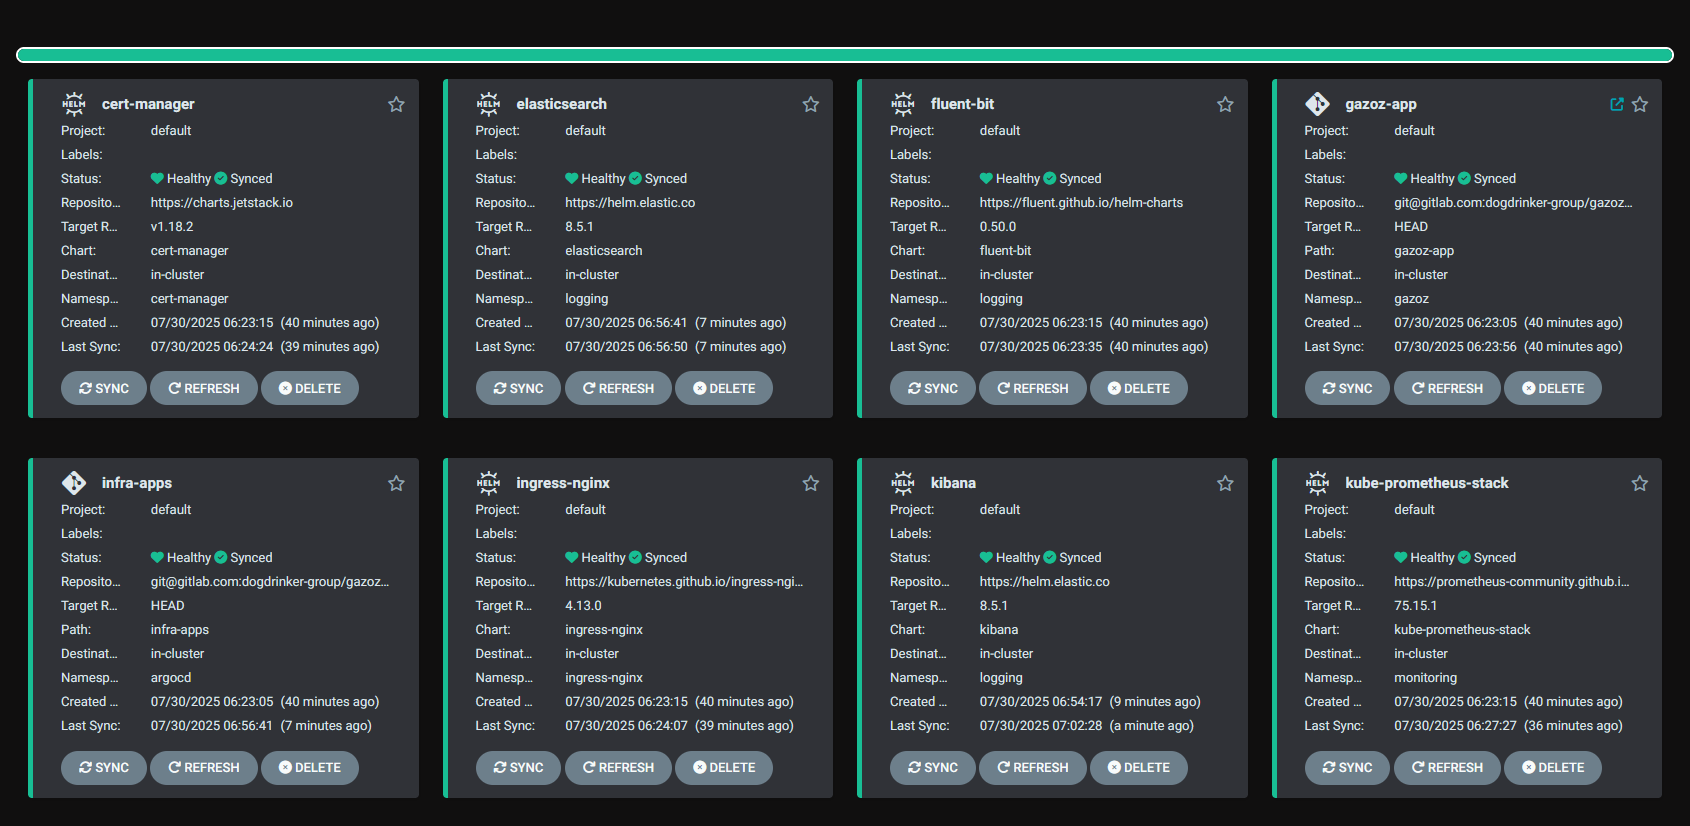 HELM cert-manager
Project: default
Labels:
Status: Healthy Synced
Reposito... https://charts.jetstack.io
Target R... v1.18.2
Chart: cert-manager
Destinat... in-cluster
Namesp... cert-manager
Created ... 07/30/2025 06:23:15 (40 minutes ago)
Last Sync: 07/30/2025 06:24:24 (39 minutes ago)
SYNC REFRESH DELETE
HELM elasticsearch
Project: default
Labels:
Status: Healthy Synced
Reposito... https://helm.elastic.co
Target R... 8.5.1
Chart: elasticsearch
Destinat... in-cluster
Namesp... logging
Created ... 07/30/2025 06:56:41 (7 minutes ago)
Last Sync: 07/30/2025 06:56:50 (7 minutes ago)
SYNC REFRESH DELETE
HELM fluent-bit
Project: default
Labels:
Status: Healthy Synced
Reposito... https://fluent.github.io/helm-charts
Target R... 0.50.0
Chart: fluent-bit
Destinat... in-cluster
Namesp... logging
Created ... 07/30/2025 06:23:15 (40 minutes ago)
Last Sync: 07/30/2025 06:23:35 (40 minutes ago)
SYNC REFRESH DELETE
gazoz-app
Project: default
Labels:
Status: Healthy Synced
Reposito... git@gitlab.com:dogdrinker-group/gazoz...
Target R... HEAD
Path: gazoz-app
Destinat... in-cluster
Namesp... gazoz
Created ... 07/30/2025 06:23:05 (40 minutes ago)
Last Sync: 07/30/2025 06:23:56 (40 minutes ago)
SYNC REFRESH DELETE
infra-apps
Project: default
Labels:
Status: Healthy Synced
Reposito... git@gitlab.com:dogdrinker-group/gazoz...
Target R... HEAD
Path: infra-apps
Destinat... in-cluster
Namesp... argocd
Created ... 07/30/2025 06:23:05 (40 minutes ago)
Last Sync: 07/30/2025 06:56:41 (7 minutes ago)
SYNC REFRESH DELETE
HELM ingress-nginx
Project: default
Labels:
Status: Healthy Synced
Reposito... https://kubernetes.github.io/ingress-ngi...
Target R... 4.13.0
Chart: ingress-nginx
Destinat... in-cluster
Namesp... ingress-nginx
Created ... 07/30/2025 06:23:15 (40 minutes ago)
Last Sync: 07/30/2025 06:24:07 (39 minutes ago)
SYNC REFRESH DELETE
HELM kibana
Project: default
Labels:
Status: Healthy Synced
Reposito... https://helm.elastic.co
Target R... 8.5.1
Chart: kibana
Destinat... in-cluster
Namesp... logging
Created ... 07/30/2025 06:54:17 (9 minutes ago)
Last Sync: 07/30/2025 07:02:28 (a minute ago)
SYNC REFRESH DELETE
HELM kube-prometheus-stack
Project: default
Labels:
Status: Healthy Synced
Reposito... https://prometheus-community.github.i...
Target R... 75.15.1
Chart: kube-prometheus-stack
Destinat... in-cluster
Namesp... monitoring
Created ... 07/30/2025 06:23:15 (40 minutes ago)
Last Sync: 07/30/2025 06:27:27 (36 minutes ago)
SYNC REFRESH DELETE